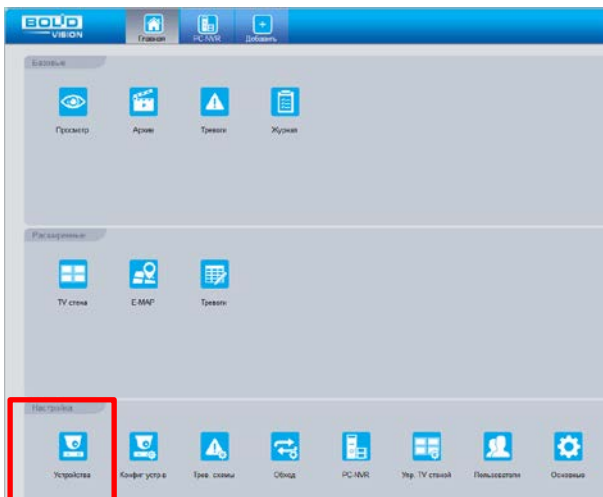 BOLID
VISION
Главная
PC-NVR
Добавить
Базовые
Просмотр
Архив
Тревоги
Журнал
Расширенные
TV стена
E-MAP
Тревоги
Настройка
Устройства
Конфиг устр-в
Трев. схемы
Обход
PC-NVR
Упр. TV стеной
Пользователи
Основные